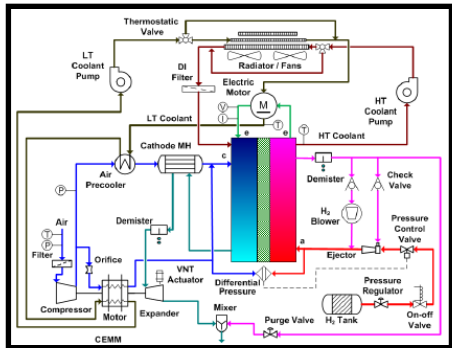 Thermostatic
Valve
LT
Coolant
Pump
DI
Filter
Radiator / Fans
Electric
Motor
HT
Coolant
Pump
V
I
M
T
T
LT Coolant
HT Coolant
e
e
Cathode MH
c
Air
Precooler
P
Demister
Check
Valve
H2
Blower
Demister
Air
T
P
Filter
Orifice
VNT
Actuator
a
Ejector
Pressure
Control
Valve
Differential
Pressure
Pressure
Regulator
Compressor
Motor
Expander
Mixer
H2 Tank
On-off
Valve
Purge Valve
CEMM